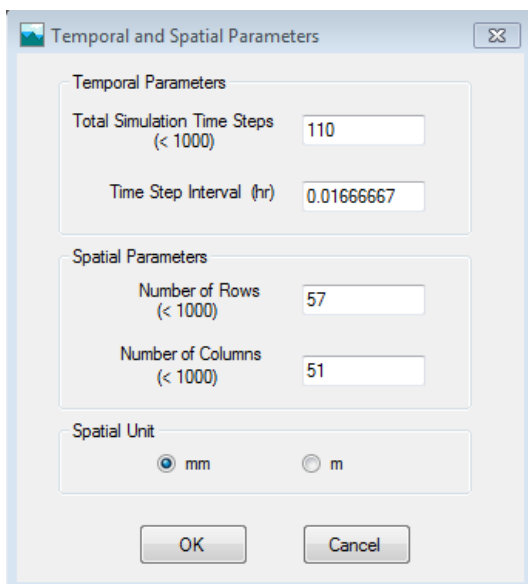 Temporal and Spatial Parameters
Temporal Parameters
Total Simulation Time Steps
(< 1000)
110
Time Step Interval (hr)
0.01666667
Spatial Parameters
Number of Rows
(< 1000)
57
Number of Columns
(< 1000)
51
Spatial Unit
mm
m
OK
Cancel